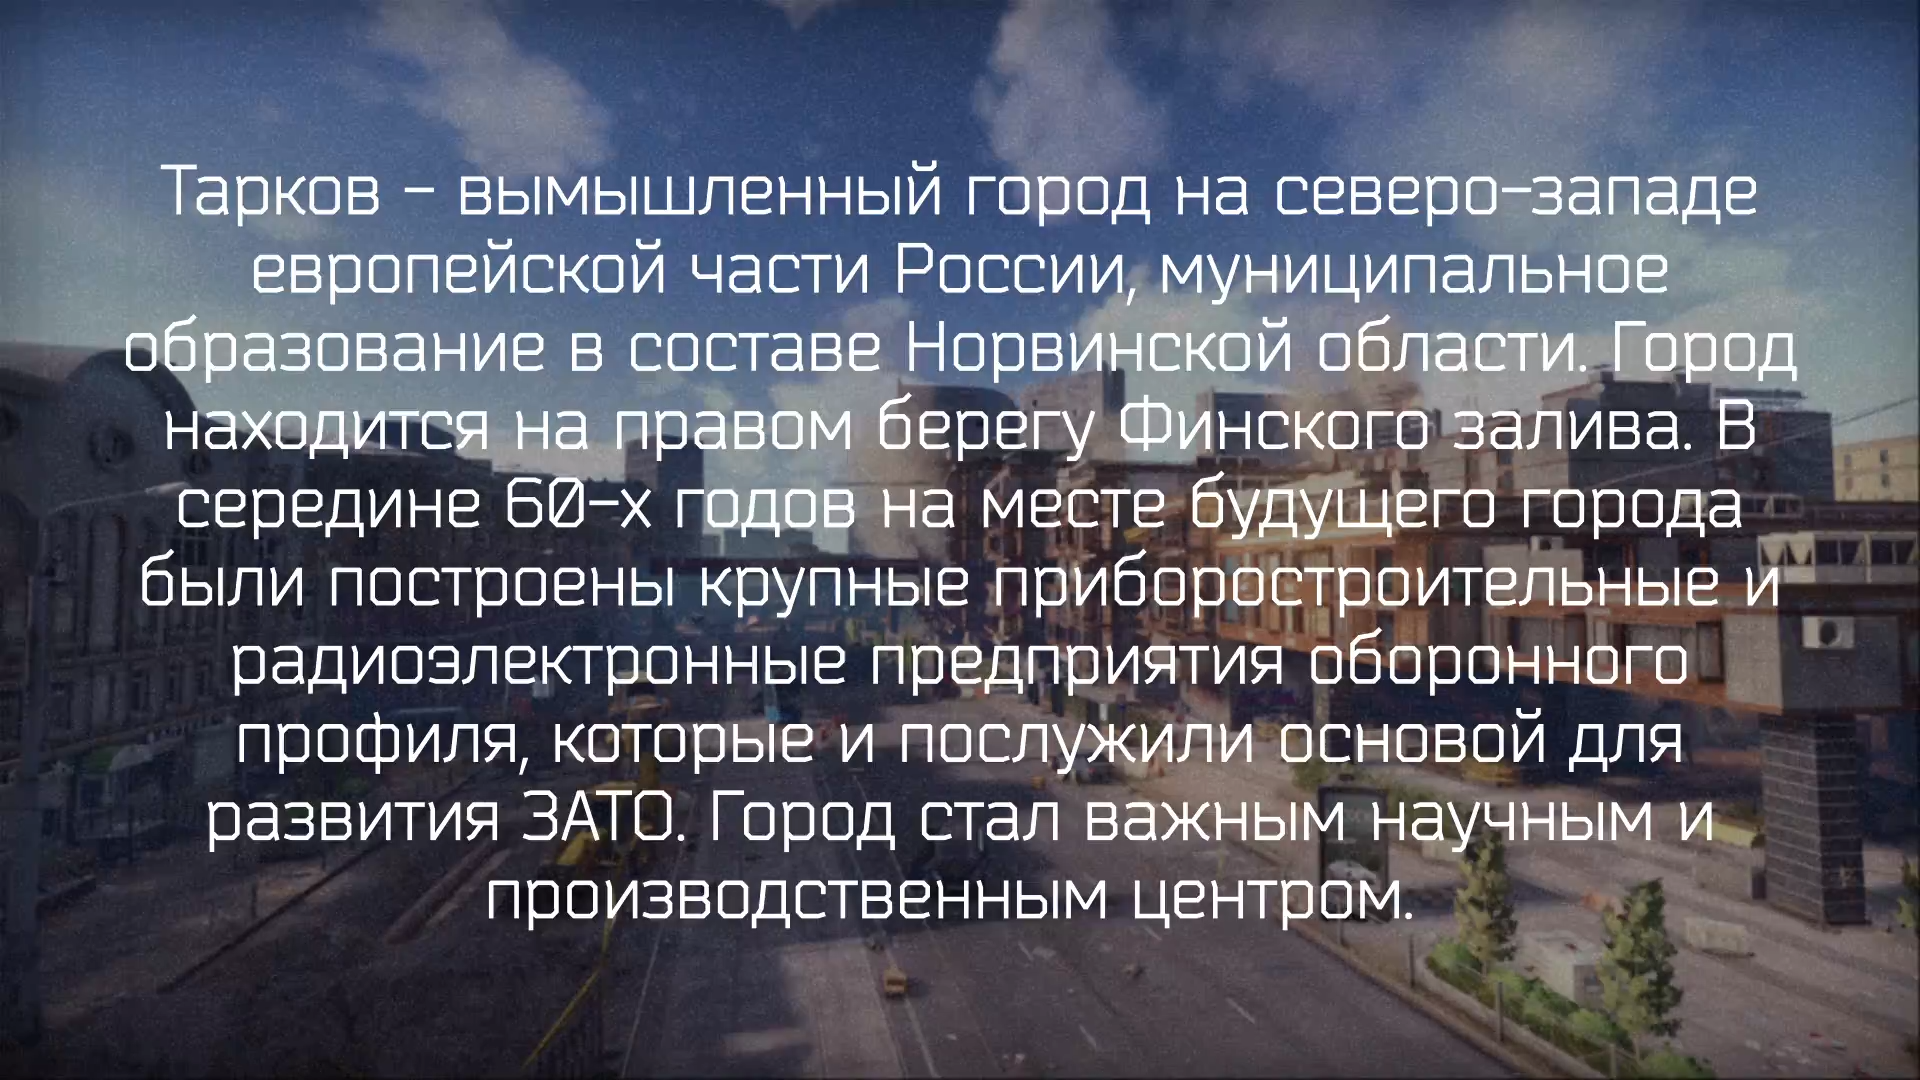 Тарков – вымышленный город на северо-западе
европейской части России, муниципальное
образование в составе Норвинской области. Город
находится на правом берегу Финского залива. В
середине 60-х годов на месте будущего города
были построены крупные приборостроительные и
радиоэлектронные предприятия оборонного
профиля, которые и послужили основой для
развития ЗАТО. Город стал важным научным и
производственным центром.